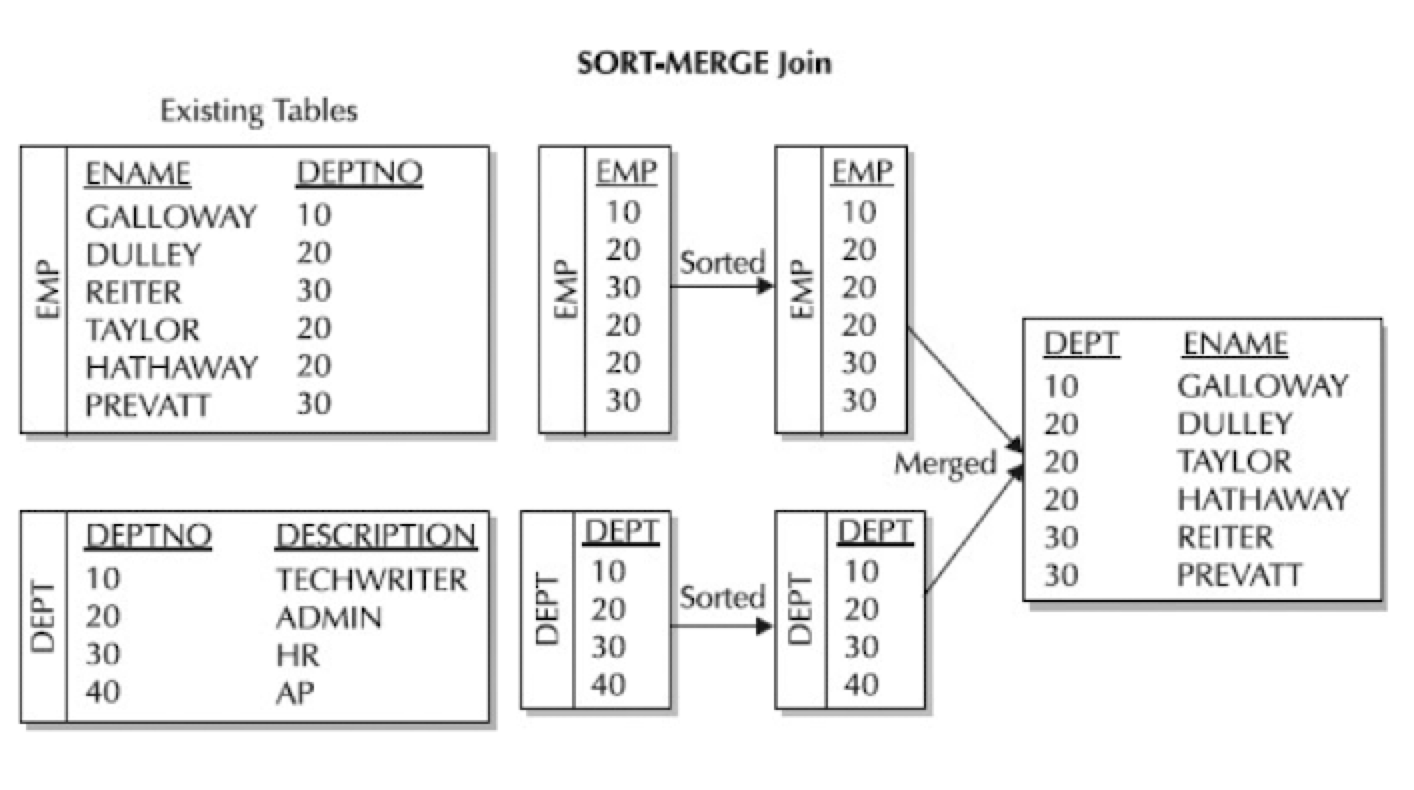 SORT-MERGE Join
Existing Tables
EMP
ENAME DEPTNO
GALLOWAY 10
DULLEY 20
REITER 30
TAYLOR 20
HATHAWAY 20
PREVATT 30
EMP
EMP
10
20
30
20
20
30
Sorted
EMP
EMP
10
20
20
20
30
30
DEPT
DEPTNO DESCRIPTION
10 TECHWRITER
20 ADMIN
30 HR
40 AP
DEPT
DEPT
10
20
30
40
Sorted
DEPT
DEPT
10
20
30
40
Merged
DEPT ENAME
10 GALLOWAY
20 DULLEY
20 TAYLOR
20 HATHAWAY
30 REITER
30 PREVATT